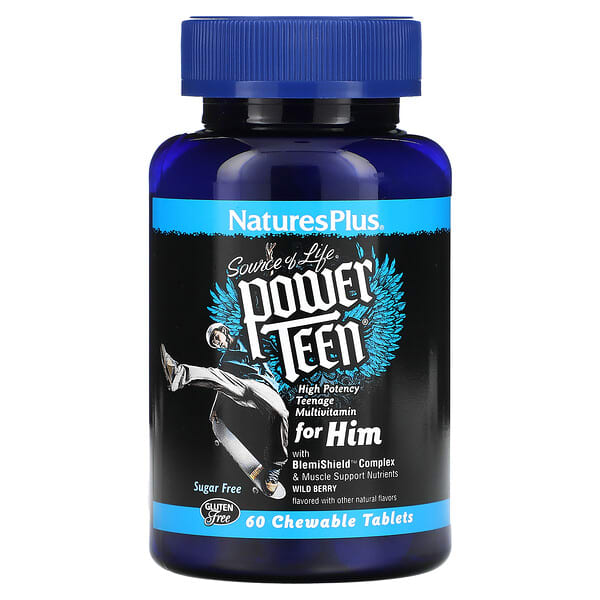 NaturesPlus®
Source of Life®
POWER
TEEN®
High Potency
Teenage
Multivitamin
for Him
with
BlemiShield™ Complex
& Muscle Support Nutrients
WILD BERRY
flavored with other natural flavors
Sugar Free
GLUTEN
Free
60 Chewable Tablets